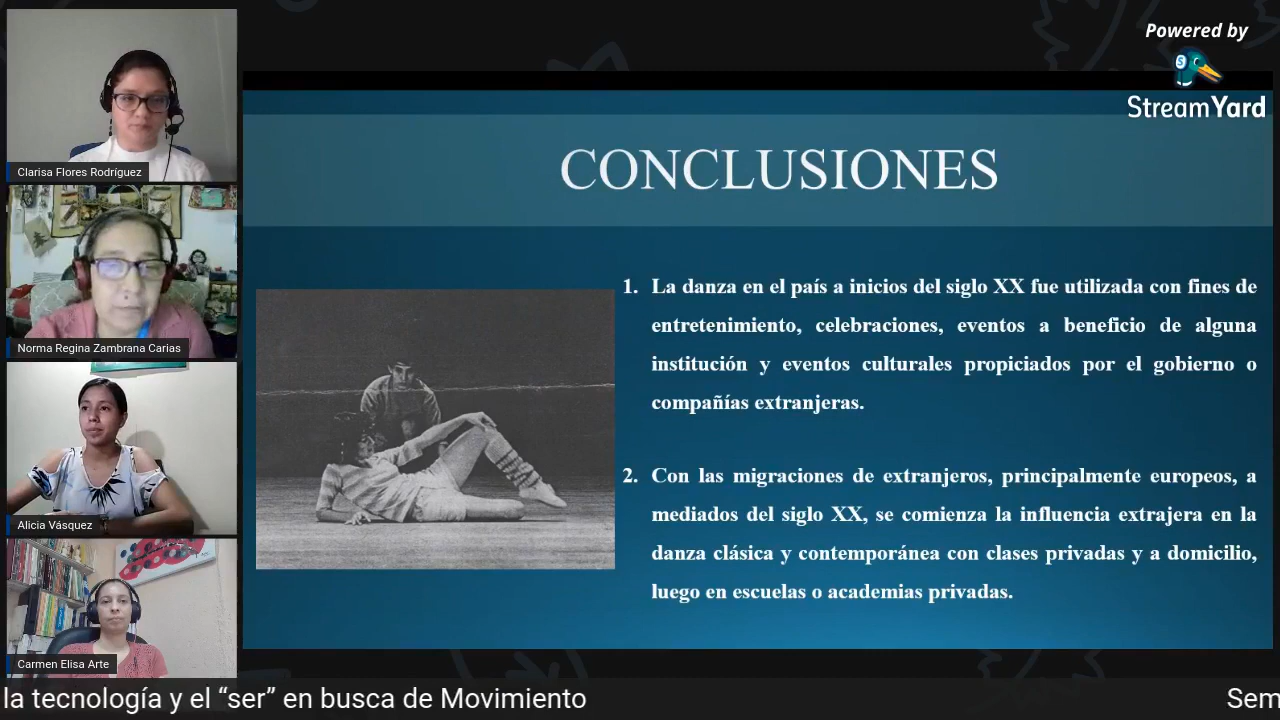 Powered by
StreamYard
CONCLUSIONES
1. La danza en el país a inicios del siglo XX fue utilizada con fines de
entretenimiento, celebraciones, eventos a beneficio de alguna
institución y eventos culturales propiciados por el gobierno o
compañías extranjeras.
2. Con las migraciones de extranjeros, principalmente europeos, a
mediados del siglo XX, se comienza la influencia extrajera en la
danza clásica y contemporánea con clases privadas y a domicilio,
luego en escuelas o academias privadas.
Clarisa Flores Rodríguez
Norma Regina Zambrana Carias
Alicia Vásquez
Carmen Elisa Arte
la tecnología y el “ser” en busca de Movimiento
Sem